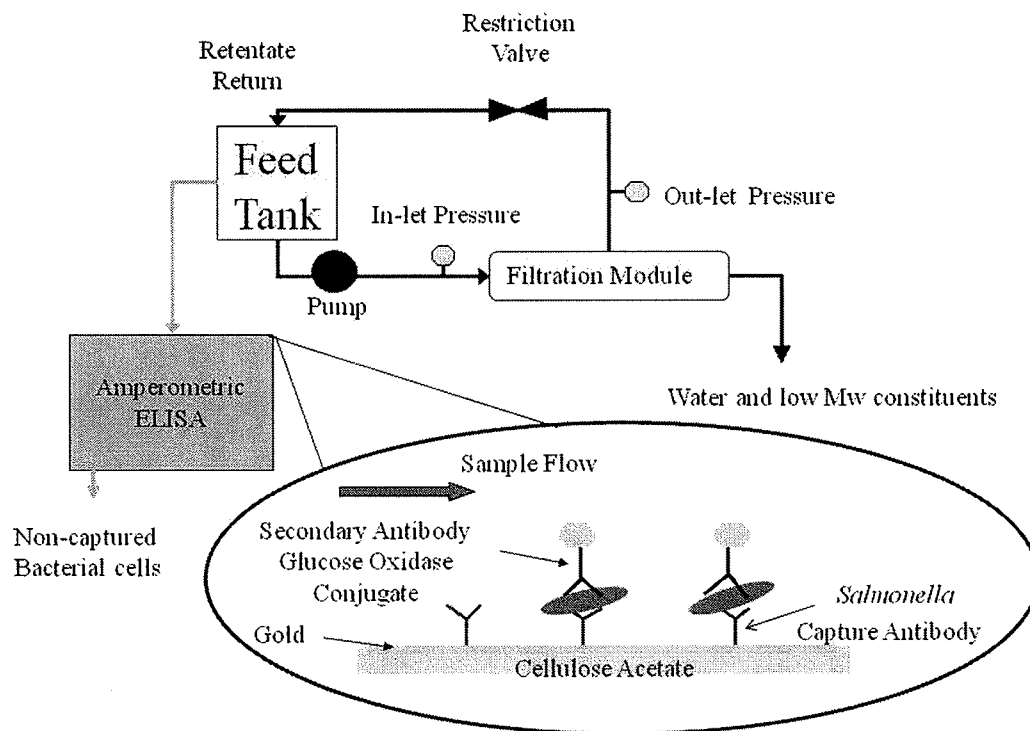 Restriction
Valve
Retentate
Return
Feed
Tank
In-let Pressure
Out-let Pressure
Filtration Module
Pump
Amperometric
ELISA
Water and low Mw constituents
Sample Flow
Non-captured
Bacterial cells
Secondary Antibody
Glucose Oxidase
Conjugate
Salmonella
Capture Antibody
Gold
Cellulose Acetate